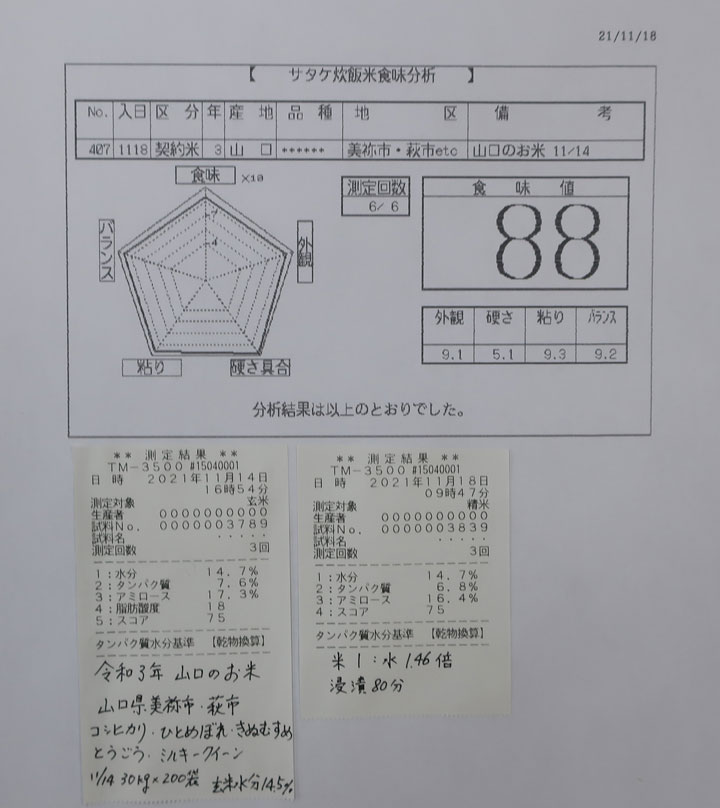 21/11/18
【 サタケ炊飯米食味分析 】
No. 入日 区分 年 産地 品種 地区 備考
407 1118 契約米 3 山口 ****** 美祢市・萩市etc 山口のお米 11/14
食味 ×10
7
4
外観
硬さ具合
粘り
バランス
測定回数
6/ 6
食味値
88
外観 硬さ 粘り バランス
9.1 5.1 9.3 9.2
分析結果は以上のとおりでした。
** 測定結果 **
TM-3500 #15040001
日時 2021年11月14日
16時54分
測定対象 玄米
生産者 0000000000
試料No. 0000003789
試料名 ・・・・・
測定回数 3回
1:水分 14.7%
2:タンパク質 7.6%
3:アミロース 17.3%
4:脂肪酸度 18
5:スコア 75
タンパク質水分基準 【乾物換算】
令和3年 山口のお米
山口県美祢市・萩市
コシヒカリ・ひとめぼれ・きぬむすめ
とうごう・ミルキークイーン
11/14 30kg×200袋 玄米水分14.5%
** 測定結果 **
TM-3500 #15040001
日時 2021年11月18日
09時47分
測定対象 精米
生産者 0000000000
試料No. 0000003839
試料名 ・・・・・
測定回数 3回
1:水分 14.7%
2:タンパク質 6.8%
3:アミロース 16.4%
4:スコア 75
タンパク質水分基準 【乾物換算】
米1:水1.46倍
浸漬80分